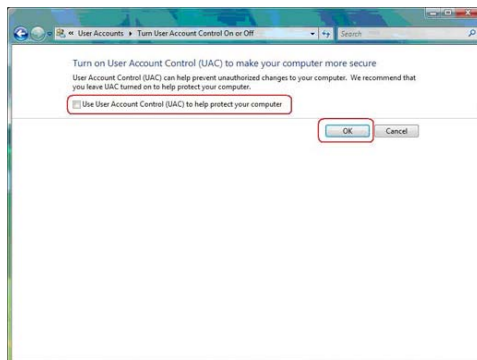 « User Accounts ▸ Turn User Account Control On or Off
Search
Turn on User Account Control (UAC) to make your computer more secure
User Account Control (UAC) can help prevent unauthorized changes to your computer. We recommend that
you leave UAC turned on to help protect your computer.
Use User Account Control (UAC) to help protect your computer
OK Cancel